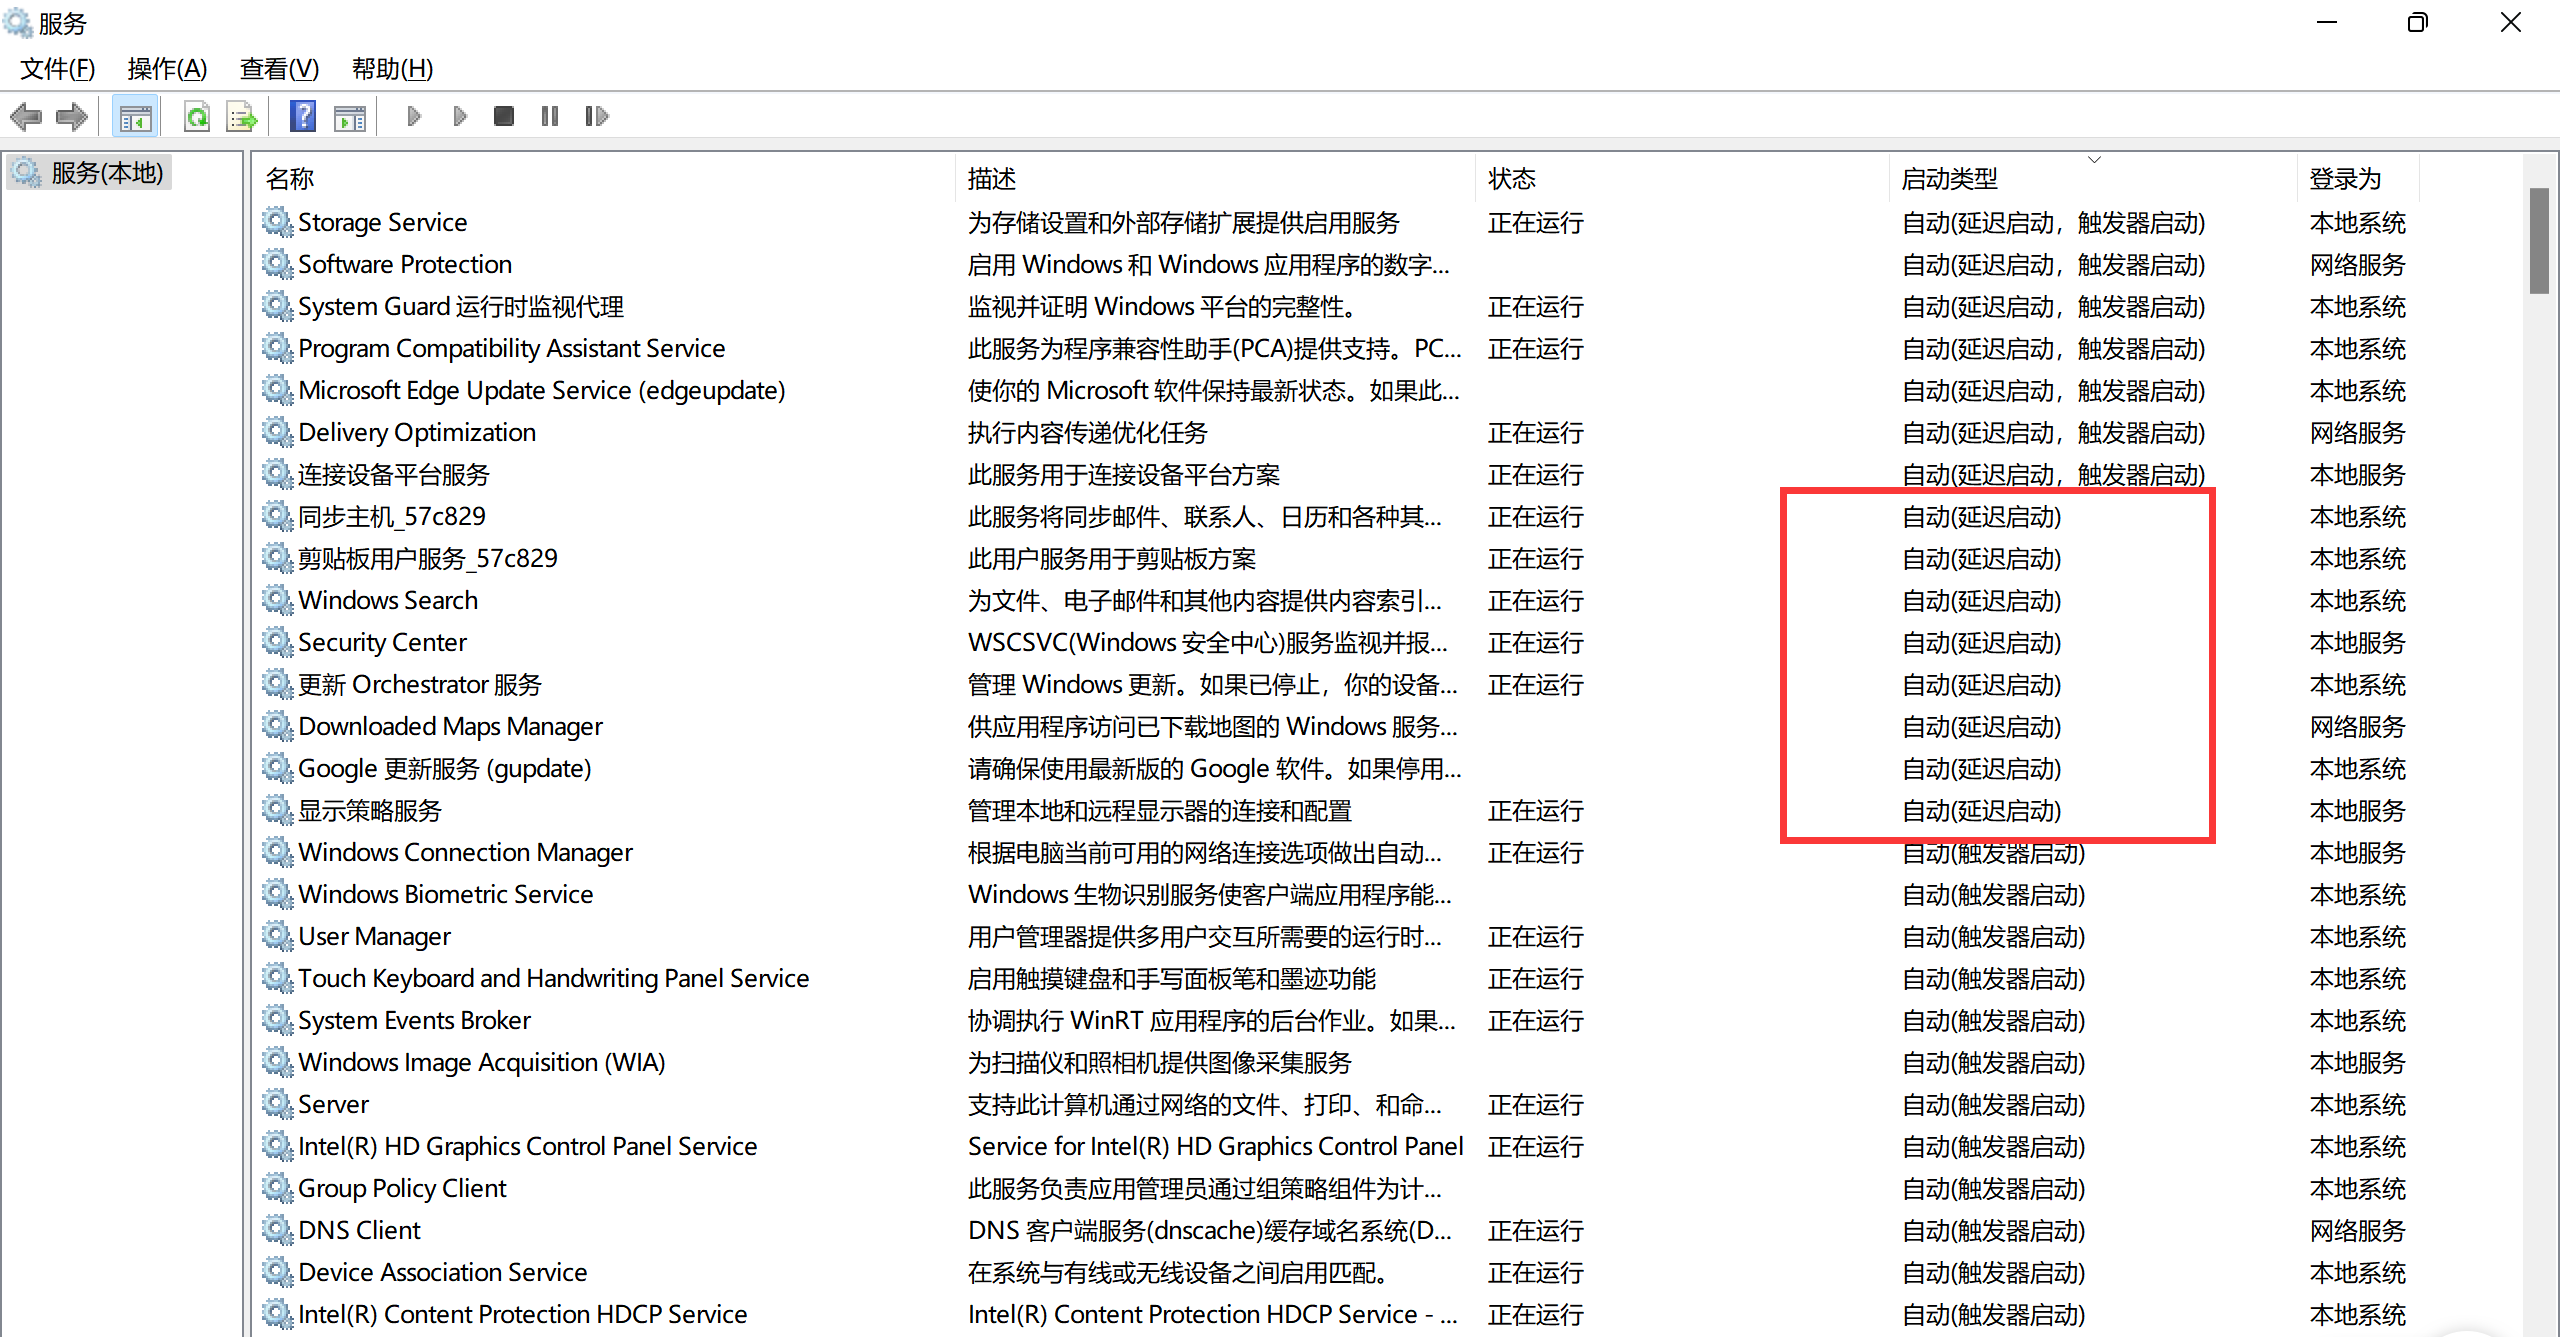 服务
文件(F) 操作(A) 查看(V) 帮助(H)
服务(本地)
名称 描述 状态 启动类型 登录为
Storage Service 为存储设置和外部存储扩展提供启用服务 正在运行 自动(延迟启动，触发器启动) 本地系统
Software Protection 启用 Windows 和 Windows 应用程序的数字... 自动(延迟启动，触发器启动) 网络服务
System Guard 运行时监视代理 监视并证明 Windows 平台的完整性。 正在运行 自动(延迟启动，触发器启动) 本地系统
Program Compatibility Assistant Service 此服务为程序兼容性助手(PCA)提供支持。PC... 正在运行 自动(延迟启动，触发器启动) 本地系统
Microsoft Edge Update Service (edgeupdate) 使你的 Microsoft 软件保持最新状态。如果此... 自动(延迟启动，触发器启动) 本地系统
Delivery Optimization 执行内容传递优化任务 正在运行 自动(延迟启动，触发器启动) 网络服务
连接设备平台服务 此服务用于连接设备平台方案 正在运行 自动(延迟启动，触发器启动) 本地服务
同步主机_57c829 此服务将同步邮件、联系人、日历和各种其... 正在运行 自动(延迟启动) 本地系统
剪贴板用户服务_57c829 此用户服务用于剪贴板方案 正在运行 自动(延迟启动) 本地系统
Windows Search 为文件、电子邮件和其他内容提供内容索引... 正在运行 自动(延迟启动) 本地系统
Security Center WSCSVC(Windows 安全中心)服务监视并报... 正在运行 自动(延迟启动) 本地服务
更新 Orchestrator 服务 管理 Windows 更新。如果已停止，你的设备... 正在运行 自动(延迟启动) 本地系统
Downloaded Maps Manager 供应用程序访问已下载地图的 Windows 服务... 自动(延迟启动) 网络服务
Google 更新服务 (gupdate) 请确保使用最新版的 Google 软件。如果停用... 自动(延迟启动) 本地系统
显示策略服务 管理本地和远程显示器的连接和配置 正在运行 自动(延迟启动) 本地服务
Windows Connection Manager 根据电脑当前可用的网络连接选项做出自动... 正在运行 自动(触发器启动) 本地服务
Windows Biometric Service Windows 生物识别服务使客户端应用程序能... 自动(触发器启动) 本地系统
User Manager 用户管理器提供多用户交互所需要的运行时... 正在运行 自动(触发器启动) 本地系统
Touch Keyboard and Handwriting Panel Service 启用触摸键盘和手写面板笔和墨迹功能 正在运行 自动(触发器启动) 本地系统
System Events Broker 协调执行 WinRT 应用程序的后台作业。如果... 正在运行 自动(触发器启动) 本地系统
Windows Image Acquisition (WIA) 为扫描仪和照相机提供图像采集服务 自动(触发器启动) 本地服务
Server 支持此计算机通过网络的文件、打印、和命... 正在运行 自动(触发器启动) 本地系统
Intel(R) HD Graphics Control Panel Service Service for Intel(R) HD Graphics Control Panel 正在运行 自动(触发器启动) 本地系统
Group Policy Client 此服务负责应用管理员通过组策略组件为计... 自动(触发器启动) 本地系统
DNS Client DNS 客户端服务(dnscache)缓存域名系统(D... 正在运行 自动(触发器启动) 网络服务
Device Association Service 在系统与有线或无线设备之间启用匹配。 正在运行 自动(触发器启动) 本地系统
Intel(R) Content Protection HDCP Service Intel(R) Content Protection HDCP Service - ... 正在运行 自动(触发器启动) 本地系统